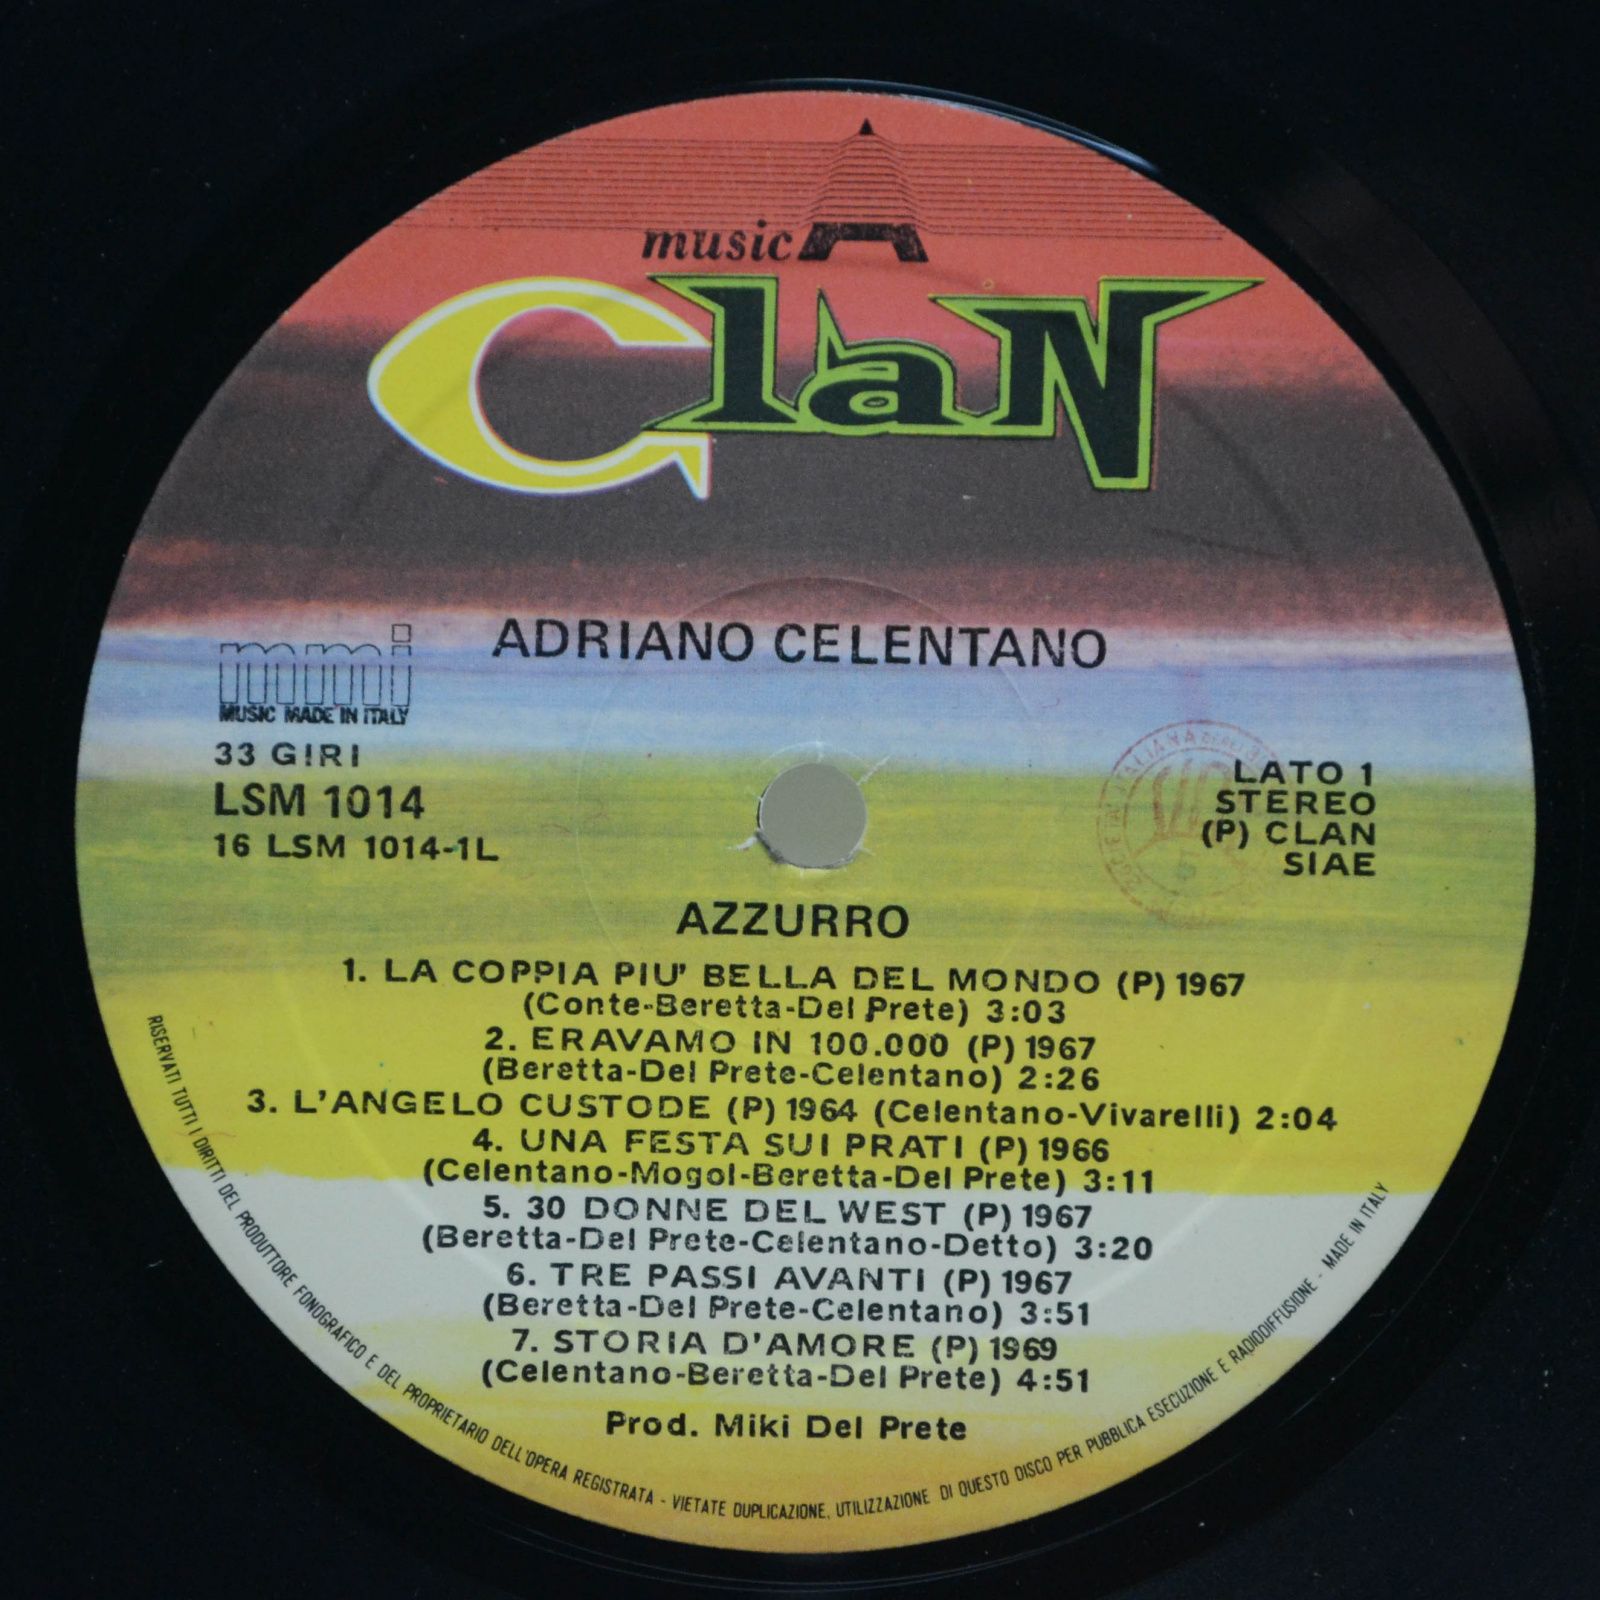 music
Clan
ADRIANO CELENTANO
mmi
MUSIC MADE IN ITALY
33 GIRI
LSM 1014
16 LSM 1014-1L
LATO 1
STEREO
(P) CLAN
SIAE
AZZURRO
1. LA COPPIA PIU' BELLA DEL MONDO (P) 1967
(Conte-Beretta-Del Prete) 3:03
2. ERAVAMO IN 100.000 (P) 1967
(Beretta-Del Prete-Celentano) 2:26
3. L'ANGELO CUSTODE (P) 1964 (Celentano-Vivarelli) 2:04
4. UNA FESTA SUI PRATI (P) 1966
(Celentano-Mogol-Beretta-Del Prete) 3:11
5. 30 DONNE DEL WEST (P) 1967
(Beretta-Del Prete-Celentano-Detto) 3:20
6. TRE PASSI AVANTI (P) 1967
(Beretta-Del Prete-Celentano) 3:51
7. STORIA D'AMORE (P) 1969
(Celentano-Beretta-Del Prete) 4:51
Prod. Miki Del Prete
RISERVATI TUTTI I DIRITTI DEL PRODUTTORE FONOGRAFICO E DEL PROPRIETARIO DELL'OPERA REGISTRATA - VIETATE DUPLICAZIONE, UTILIZZAZIONE DI QUESTO DISCO PER PUBBLICA ESECUZIONE E RADIODIFFUSIONE - MADE IN ITALY